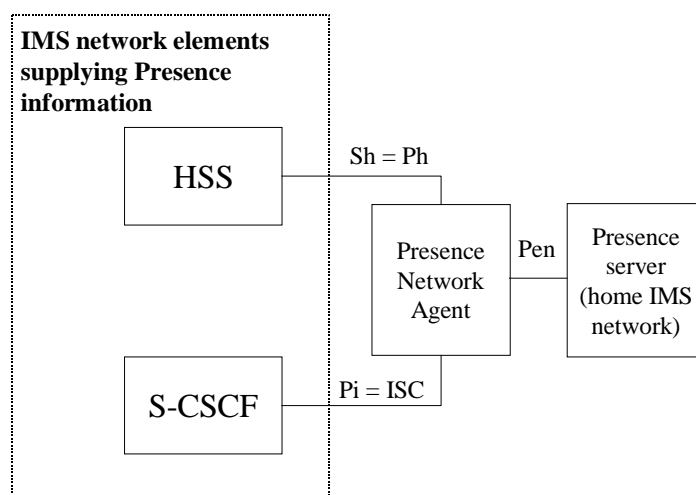 IMS network elements
supplying Presence
information
HSS
Sh = Ph
Presence
Network
Agent
Pen
Presence
server
(home IMS
network)
S-CSCF
Pi = ISC